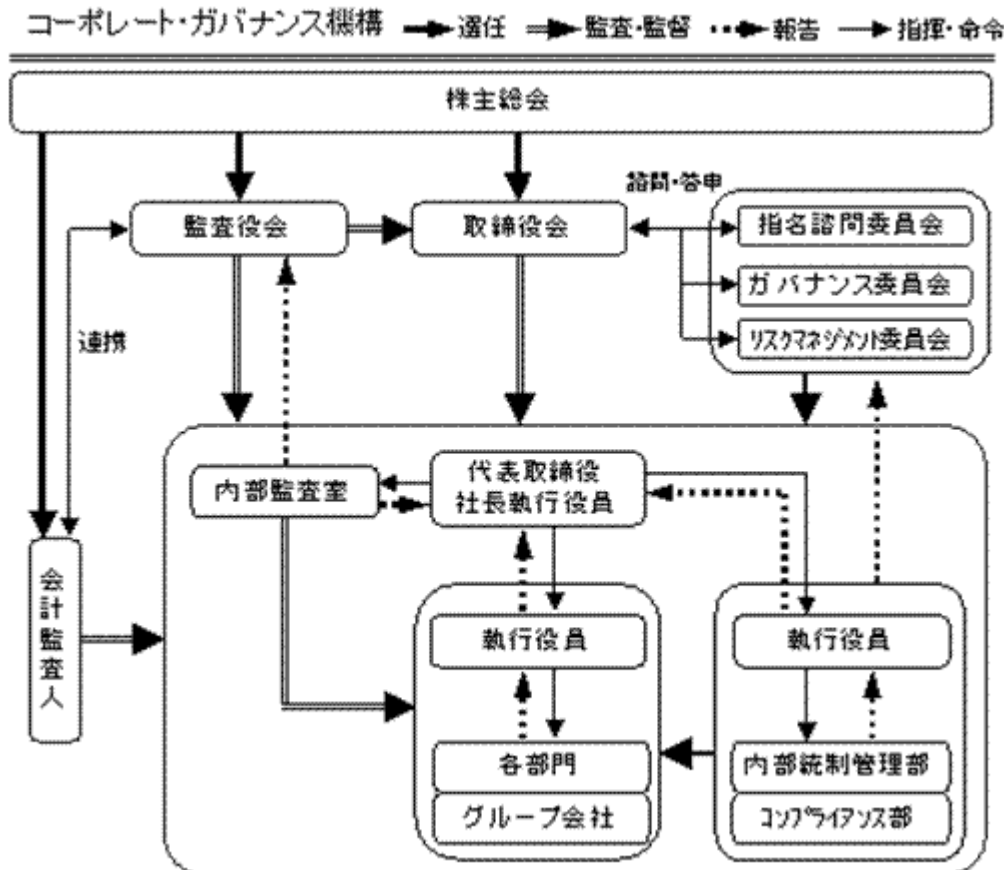 コーポレート・ガバナンス機構 選任 監査・監督 報告 指揮・命令
株主総会
諮問・答申
監査役会
取締役会
指名諮問委員会
ガバナンス委員会
リスクマネジメント委員会
連携
内部監査室
代表取締役
社長執行役員
会計監査人
執行役員
執行役員
各部門
グループ会社
内部統制管理部
コンプライアンス部